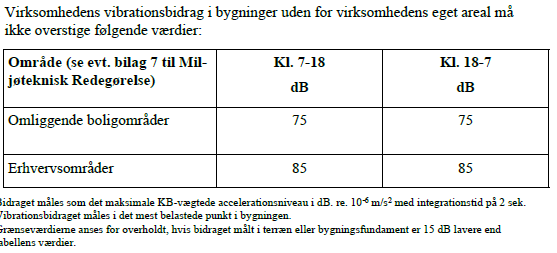 Virksomhedens vibrationsbidrag i bygninger uden for virksomhedens eget areal må
ikke overstige følgende værdier:
Område (se evt. bilag 7 til Mil-
jøteknisk Redegørelse)
Kl. 7-18
dB
Kl. 18-7
dB
Omliggende boligområder
75
75
Erhvervsområder
85
85
Bidraget måles som det maksimale KB-vægtede accelerationsniveau i dB. re. 10-6 m/s2 med integrationstid på 2 sek.
Vibrationsbidraget måles i det mest belastede punkt i bygningen.
Grænseværdierne anses for overholdt, hvis bidraget målt i terræn eller bygningsfundament er 15 dB lavere end
tabellens værdier.